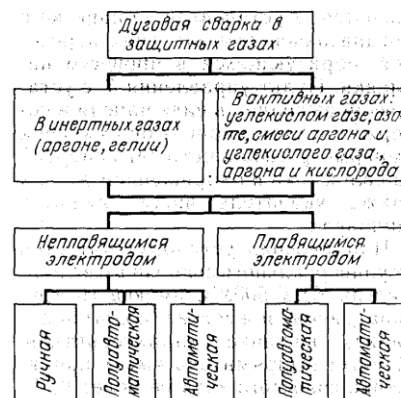 Дуговая сварка в
защитных газах
В инертных газах
(аргоне, гелии)
В активных газах:
углекислом газе, азо-
те, смеси аргона и
углекислого газа,
аргона и кислорода
Неплавящимся
электродом
Плавящимся
электродом
Ручная
Полуавто-
матическая
Автомати-
ческая
Полуавтома-
тическая
Автомати-
ческая